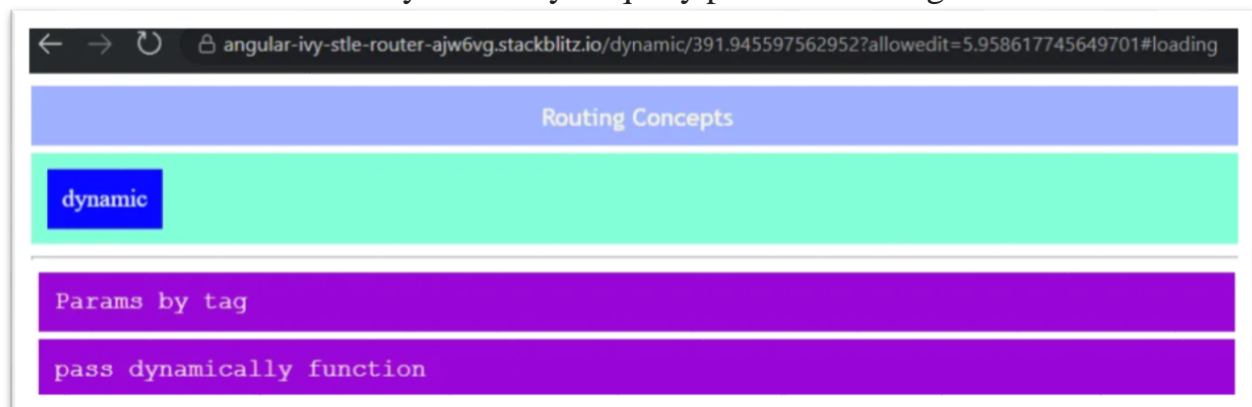 angular-ivy-stle-router-ajw6vg.stackblitz.io/dynamic/391.945597562952?allowedit=5.958617745649701#loading
Routing Concepts
dynamic
Params by tag
pass dynamically function